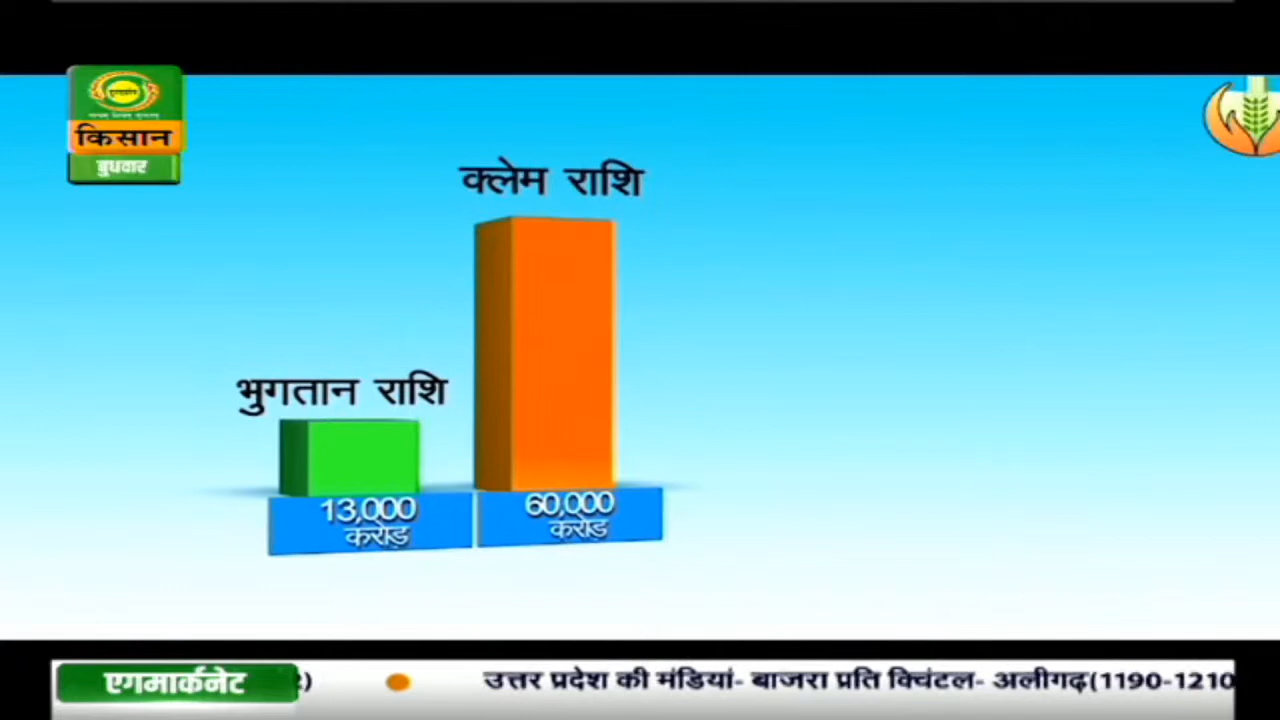 किसान
बुधवार
क्लेम राशि
भुगतान राशि
13,000
करोड़
60,000
करोड़
एगमार्कनेट
उत्तर प्रदेश की मंडियां- बाजरा प्रति क्विंटल- अलीगढ़(1190-1210